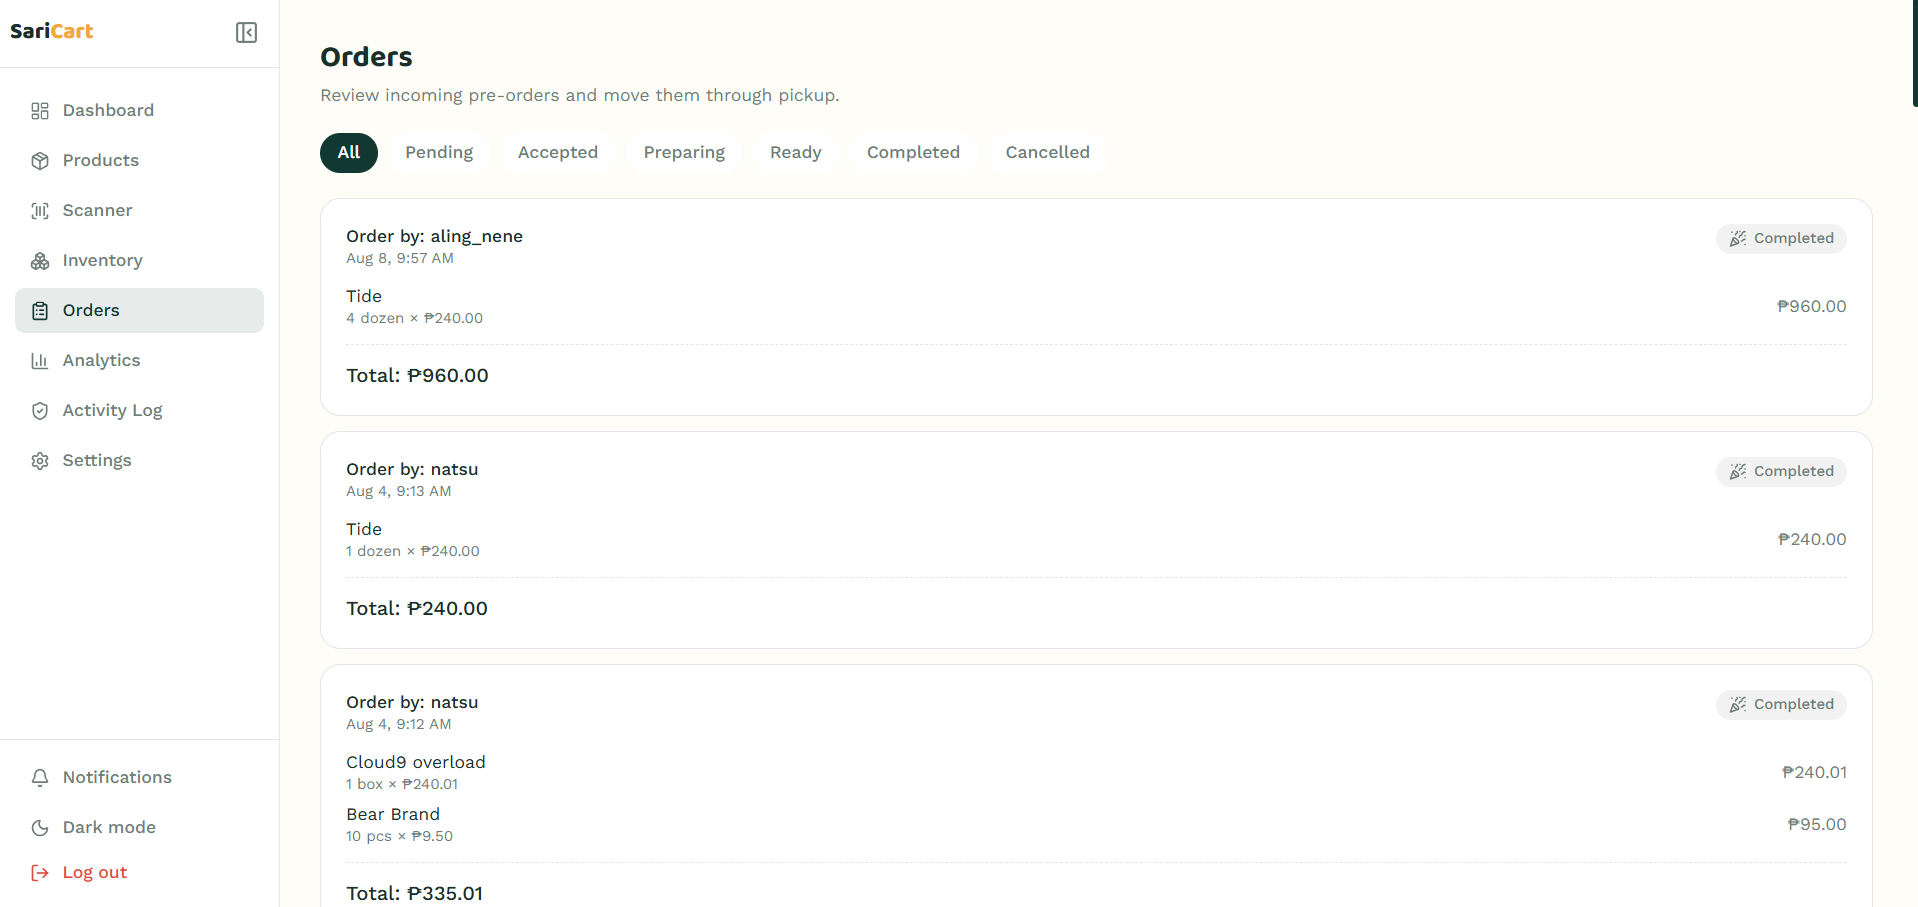 SariCart
Dashboard
Products
Scanner
Inventory
Orders
Analytics
Activity Log
Settings
Notifications
Dark mode
Log out
Orders
Review incoming pre-orders and move them through pickup.
All Pending Accepted Preparing Ready Completed Cancelled
Order by: aling_nene
Completed
Aug 8, 9:57 AM
Tide
4 dozen × ₱240.00
₱960.00
Total: ₱960.00
Order by: natsu
Completed
Aug 4, 9:13 AM
Tide
1 dozen × ₱240.00
₱240.00
Total: ₱240.00
Order by: natsu
Completed
Aug 4, 9:12 AM
Cloud9 overload
1 box × ₱240.01
₱240.01
Bear Brand
10 pcs × ₱9.50
₱95.00
Total: ₱335.01